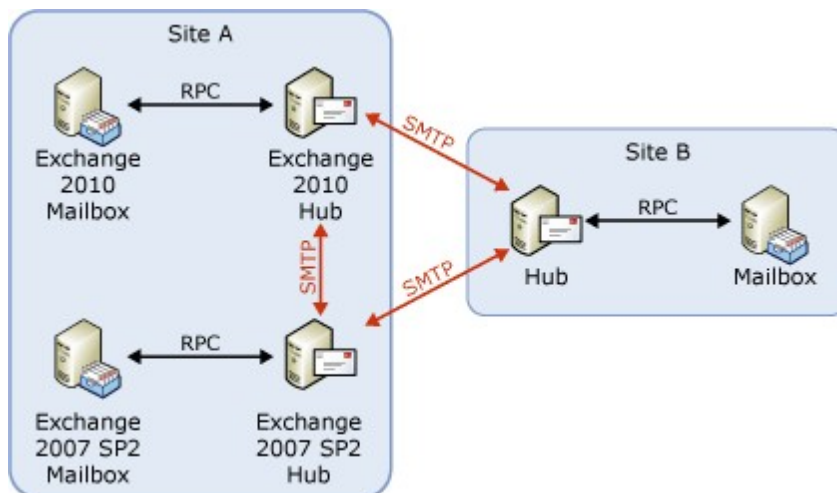 Site A
RPC
Exchange
2010
Mailbox
Exchange
2010
Hub
SMTP
SMTP
RPC
Exchange
2007 SP2
Mailbox
Exchange
2007 SP2
Hub
SMTP
Site B
RPC
Hub
Mailbox